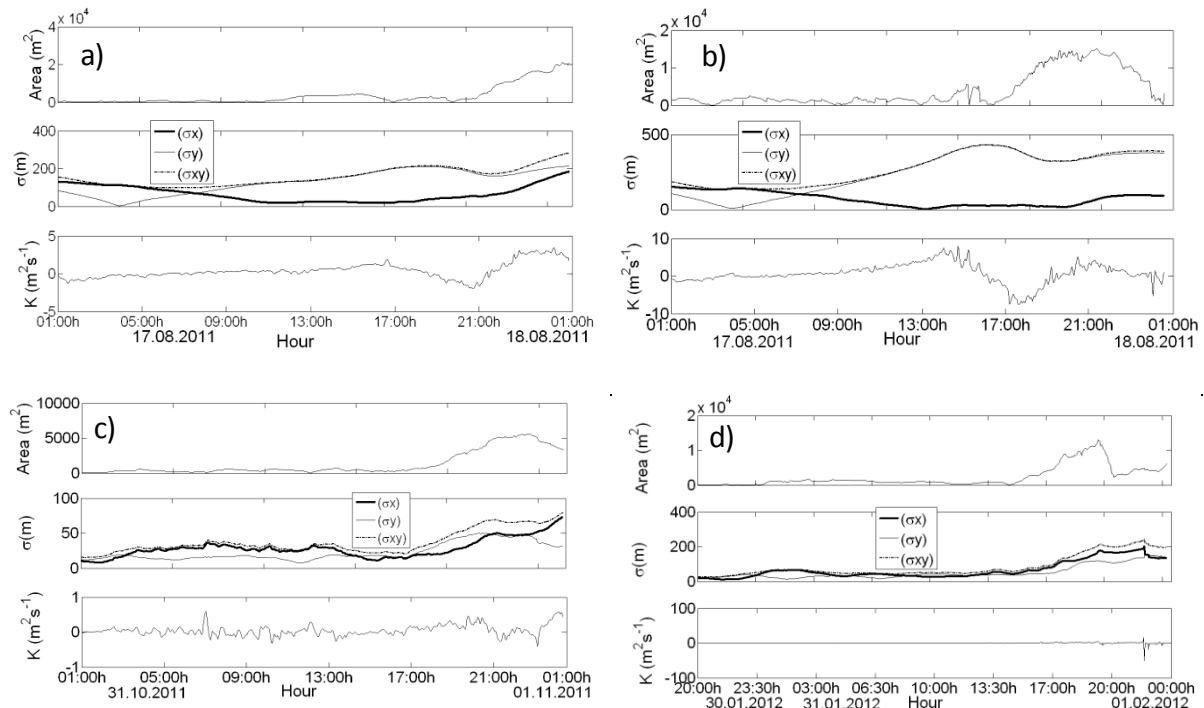 a)
x 10^4
Area (m²)
4
2
0
σ(m)
400
200
0
(σx)
(σy)
(σxy)
K (m²s⁻¹)
5
0
-5
01:00h 05:00h 09:00h 13:00h 17:00h 21:00h 01:00h
17.08.2011 Hour 18.08.2011
b)
x 10^4
Area (m²)
2
1
0
σ(m)
500
0
(σx)
(σy)
(σxy)
K (m²s⁻¹)
10
0
-10
01:00h 05:00h 09:00h 13:00h 17:00h 21:00h 01:00h
17.08.2011 Hour 18.08.2011
c)
Area (m²)
10000
5000
0
σ(m)
100
50
0
(σx)
(σy)
(σxy)
K (m²s⁻¹)
1
0
-1
01:00h 05:00h 09:00h 13:00h 17:00h 21:00h 01:00h
31.10.2011 Hour 01.11.2011
d)
x 10^4
Area (m²)
2
1
0
σ(m)
400
200
0
(σx)
(σy)
(σxy)
K (m²s⁻¹)
100
0
-100
20:00h 23:30h 03:00h 06:30h 10:00h 13:30h 17:00h 20:00h 00:00h
30.01.2012 31.01.2012 Hour 01.02.2012